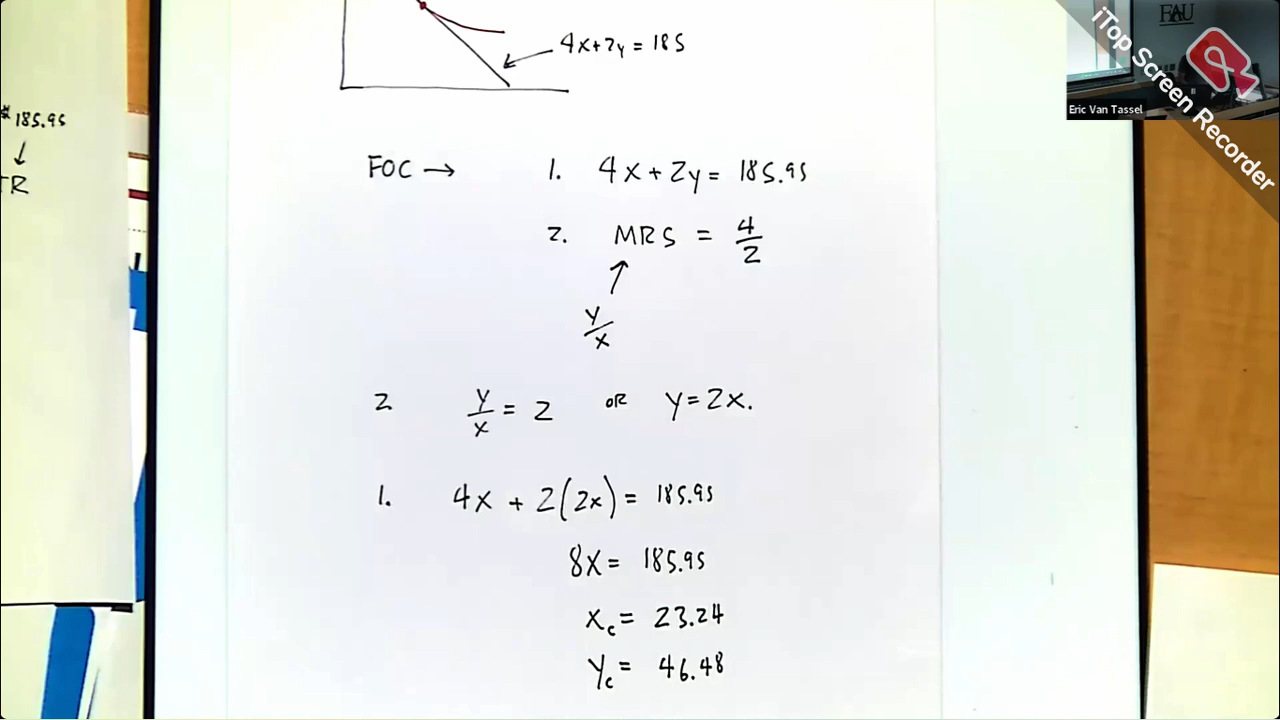 4x+2y = 185
$185.95
↓
TR
FOC → 1. 4x + 2y = 185.95
2. MRS = 4/2
↑
y/x
2 y/x = 2 OR y = 2x.
1. 4x + 2(2x) = 185.95
8x = 185.95
xc = 23.24
yc = 46.48
FAU
Eric Van Tassel
iTop Screen Recorder